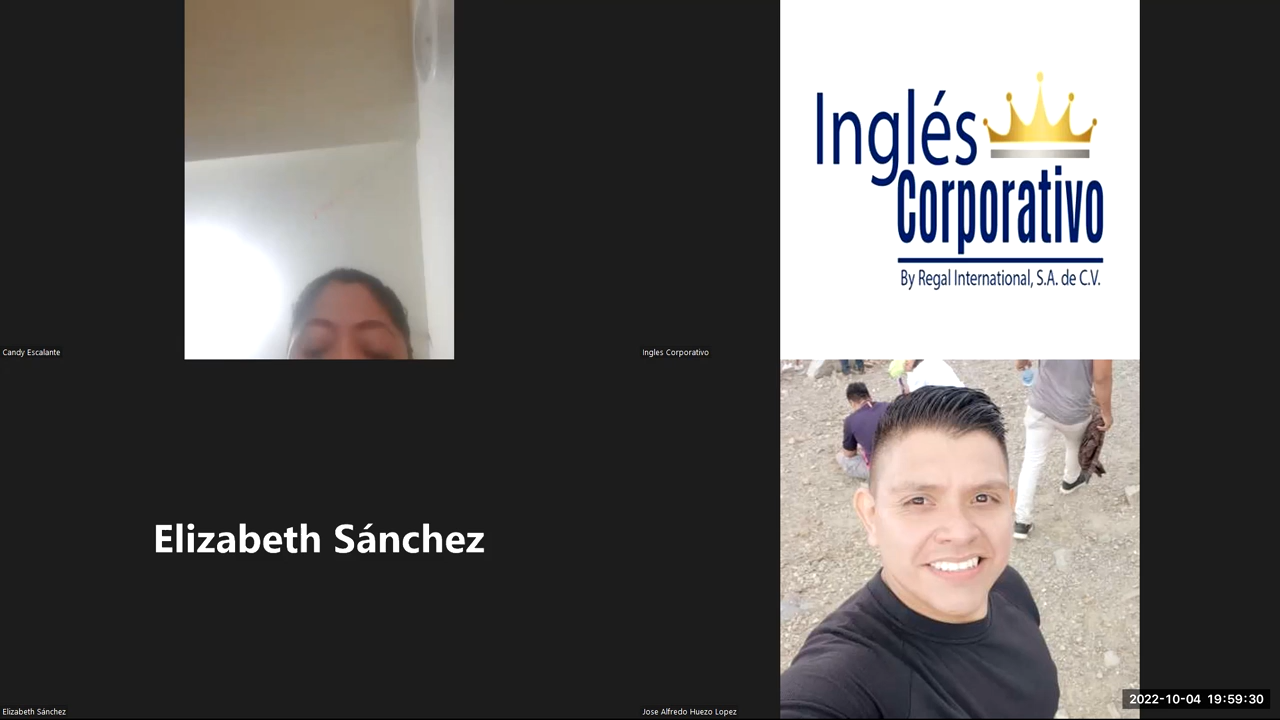 Inglés
Corporativo
By Regal International, S.A. de C.V.
Candy Escalante
Ingles Corporativo
Elizabeth Sánchez
Elizabeth Sánchez
Jose Alfredo Huezo Lopez
2022-10-04 19:59:30